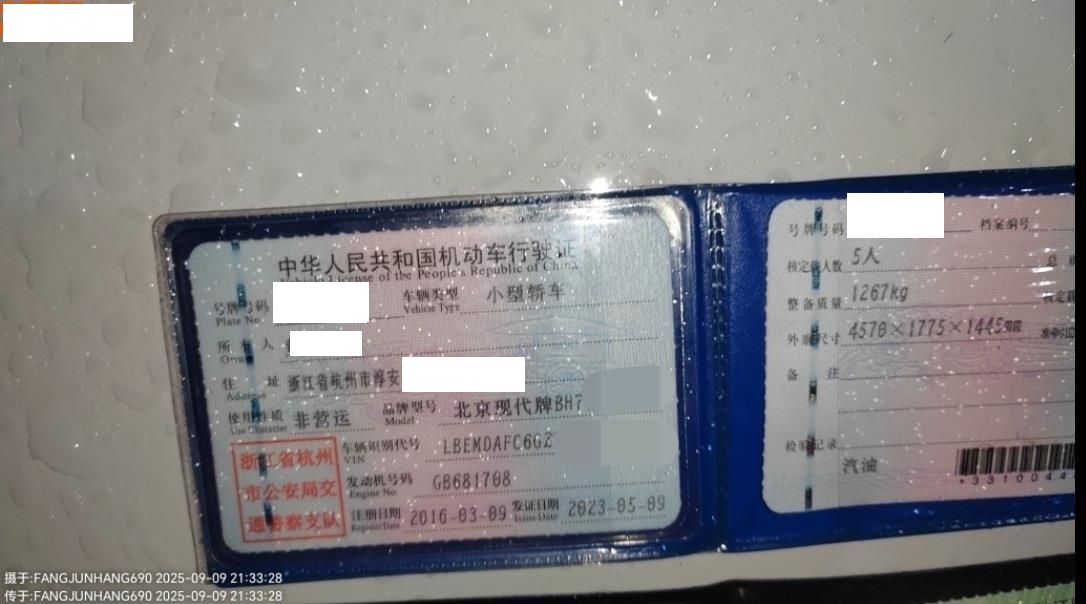 中华人民共和国机动车行驶证
Vehicle License of the People's Republic of China
号牌号码
Plate No.
车辆类型 小型轿车
Vehicle Type
所有人
Owner
住址 浙江省杭州市淳安
Address
使用性质 非营运
Use Character
品牌型号 北京现代牌BH7
Model
车辆识别代号 LBEMDAFC6GZ
VIN
发动机号码 GB681708
Engine No.
注册日期 2016-03-09
Register Date
发证日期 2023-05-09
Issue Date
浙江省杭州
市公安局交
通警察支队
号牌号码
档案编号
核定载人数 5人
总
整备质量 1267kg
核定载
外廓尺寸 4570×1775×1445mm
备注
检验记录
汽油
*3310044
摄于:FANGJUNHANG690 2025-09-09 21:33:28
传于:FANGJUNHANG690 2025-09-09 21:33:28